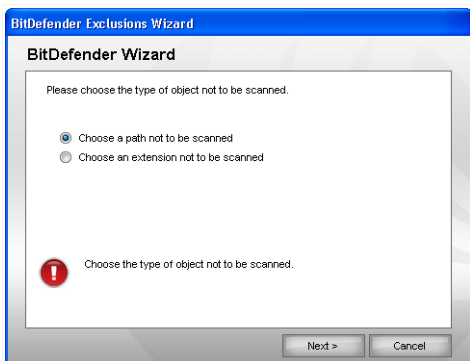 BitDefender Exclusions Wizard
BitDefender Wizard
Please choose the type of object not to be scanned.
Choose a path not to be scanned
Choose an extension not to be scanned
Choose the type of object not to be scanned.
Next >
Cancel